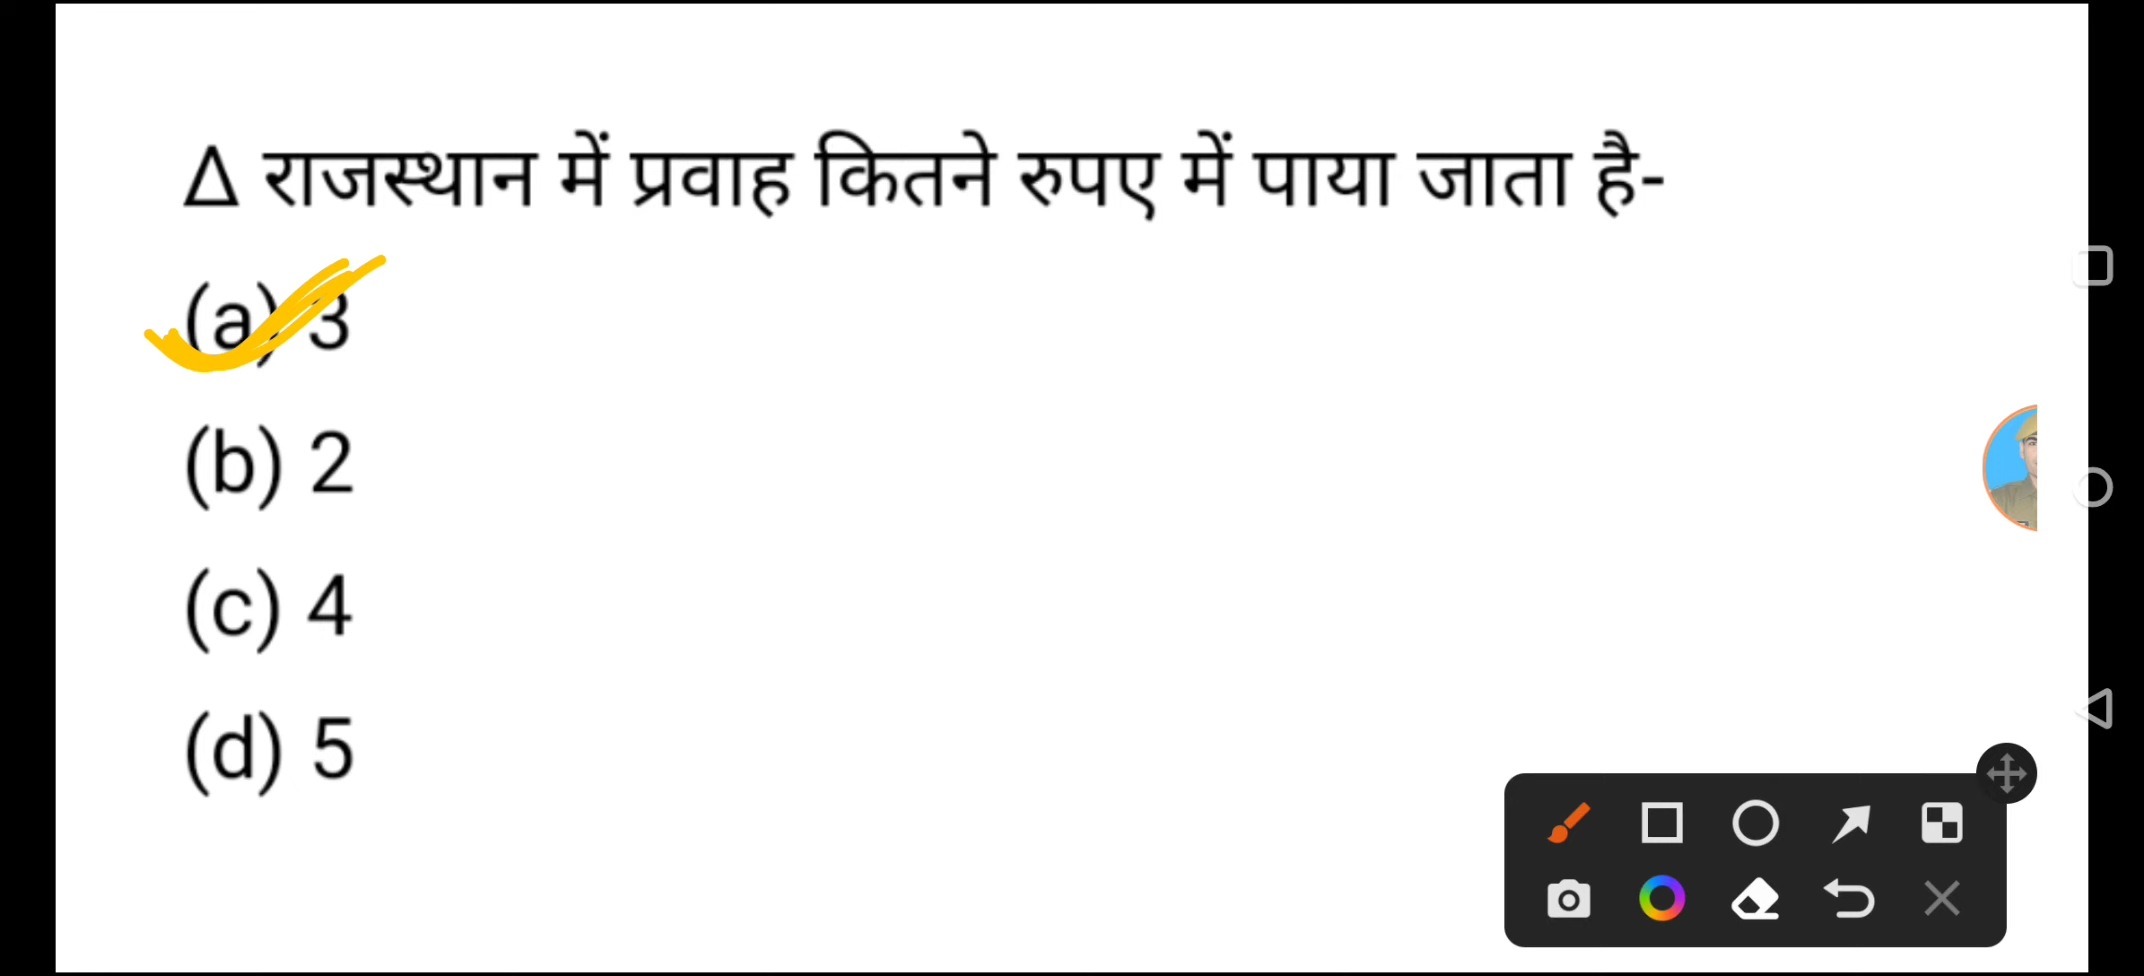 ∆ राजस्थान में प्रवाह कितने रुपए में पाया जाता है-
(a) 3
(b) 2
(c) 4
(d) 5